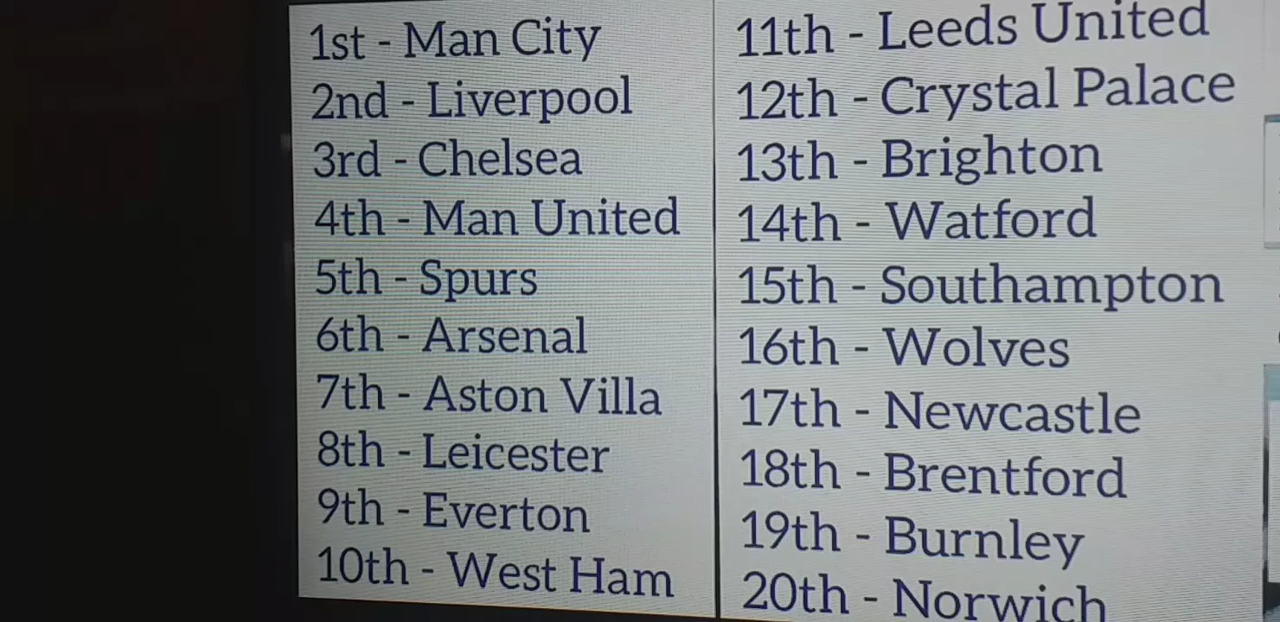 1st - Man City
2nd - Liverpool
3rd - Chelsea
4th - Man United
5th - Spurs
6th - Arsenal
7th - Aston Villa
8th - Leicester
9th - Everton
10th - West Ham
11th - Leeds United
12th - Crystal Palace
13th - Brighton
14th - Watford
15th - Southampton
16th - Wolves
17th - Newcastle
18th - Brentford
19th - Burnley
20th - Norwich